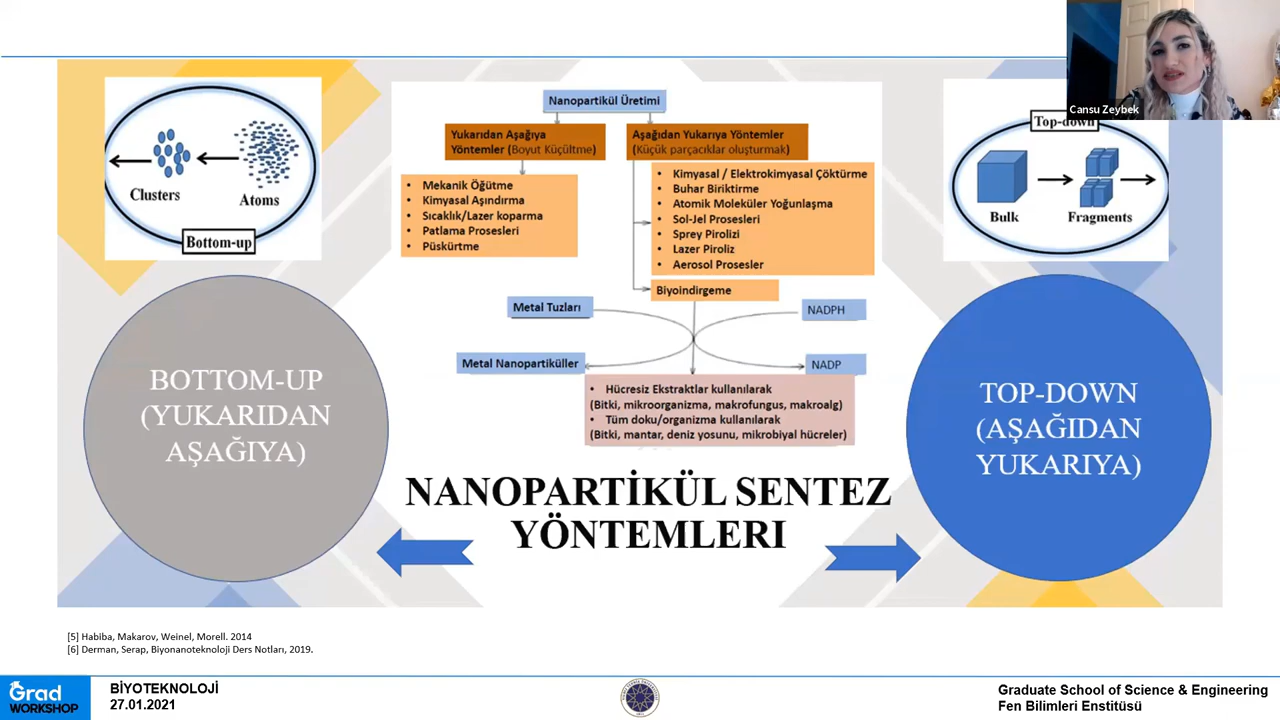 Cansu Zeybek
Clusters
Atoms
Bottom-up
Nanopartikül Üretimi
Yukarıdan Aşağıya
Yöntemler (Boyut Küçültme)
• Mekanik Öğütme
• Kimyasal Aşındırma
• Sıcaklık/Lazer koparma
• Patlama Prosesleri
• Püskürtme
Aşağıdan Yukarıya Yöntemler
(Küçük parçacıklar oluşturmak)
• Kimyasal / Elektrokimyasal Çöktürme
• Buhar Biriktirme
• Atomik Moleküler Yoğunlaşma
• Sol-Jel Prosesleri
• Sprey Pirolizi
• Lazer Piroliz
• Aerosol Prosesler
Biyoindirgeme
Metal Tuzları
NADPH
Metal Nanopartiküller
NADP
• Hücresiz Ekstraktlar kullanılarak
(Bitki, mikroorganizma, makrofungus, makroalg)
• Tüm doku/organizma kullanılarak
(Bitki, mantar, deniz yosunu, mikrobiyal hücreler)
Top-down
Bulk
Fragments
BOTTOM-UP
(YUKARIDAN
AŞAĞIYA)
TOP-DOWN
(AŞAĞIDAN
YUKARIYA)
NANOPARTİKÜL SENTEZ
YÖNTEMLERI
[5] Habiba, Makarov, Weinel, Morell. 2014
[6] Derman, Serap, Biyonanoteknoloji Ders Notları, 2019.
Grad
WORKSHOP
BİYOTEKNOLOJİ
27.01.2021
Graduate School of Science & Engineering
Fen Bilimleri Enstitüsü